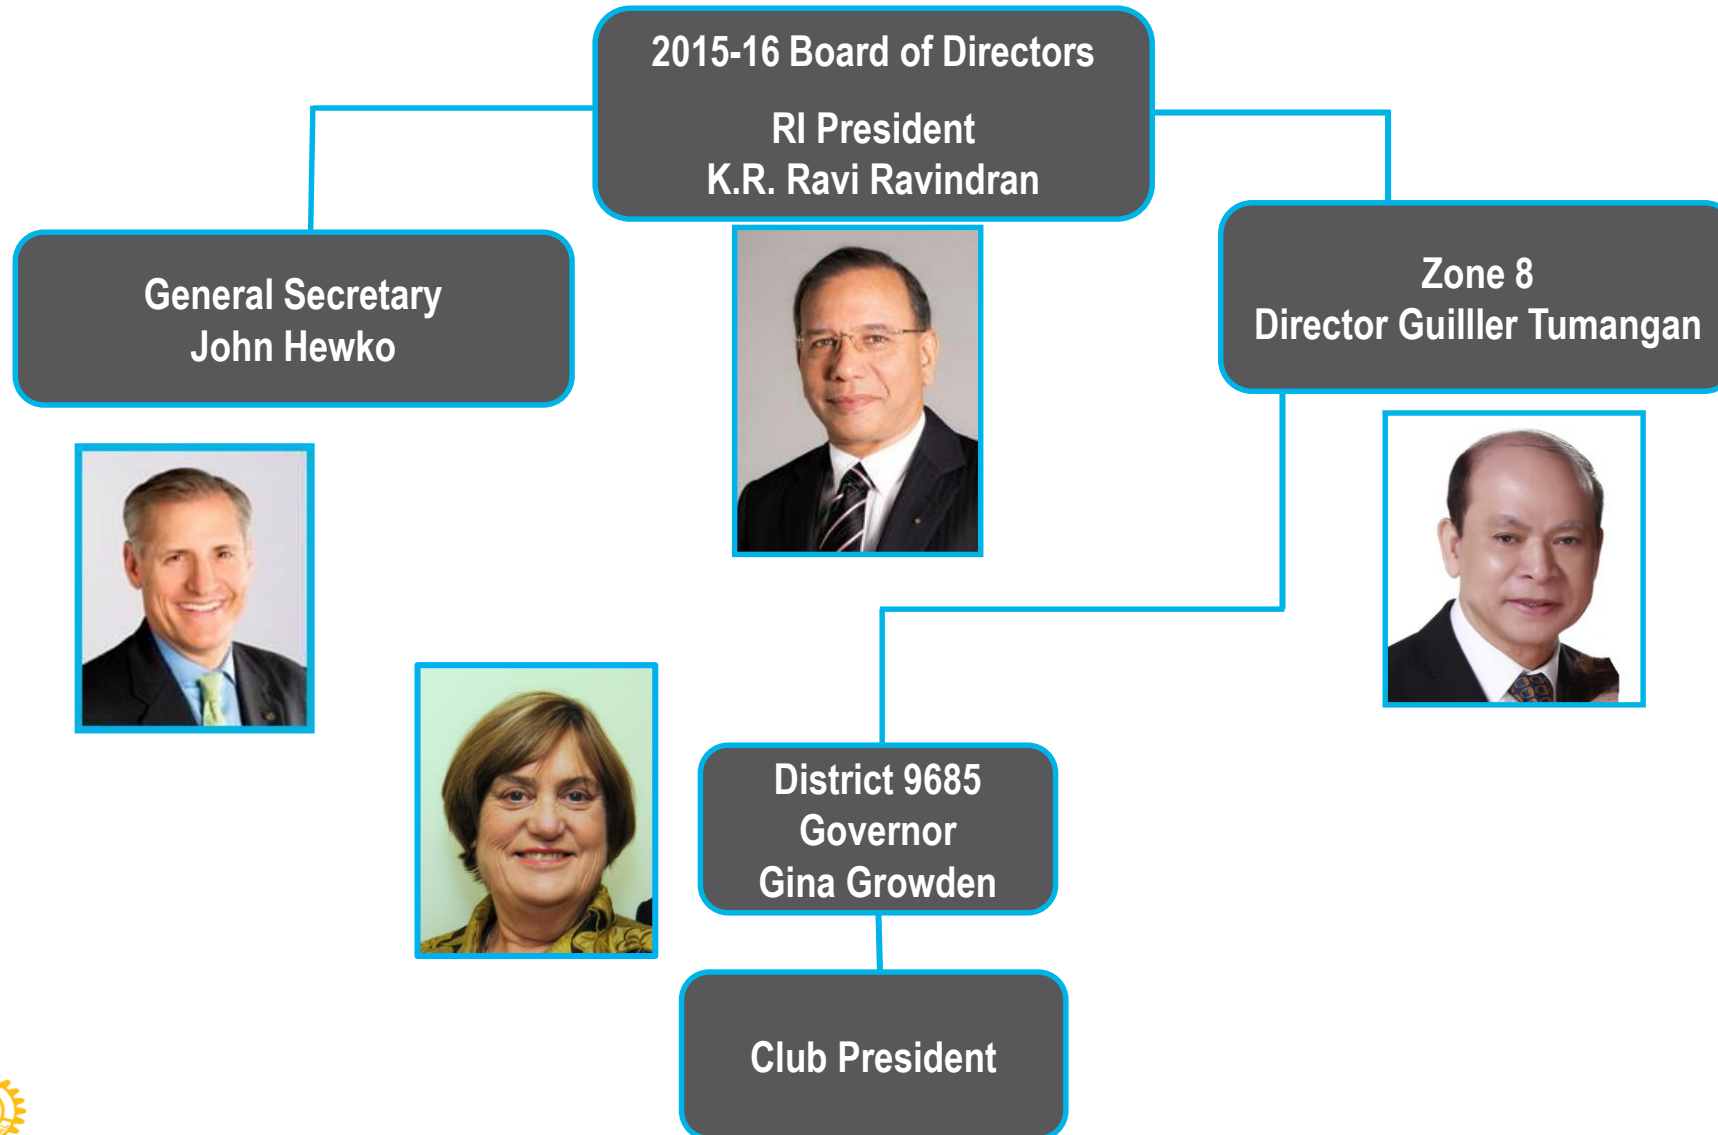 2015-16 Board of Directors
RI President
K.R. Ravi Ravindran
General Secretary
John Hewko
Zone 8
Director Guilller Tumangan
District 9685
Governor
Gina Growden
Club President